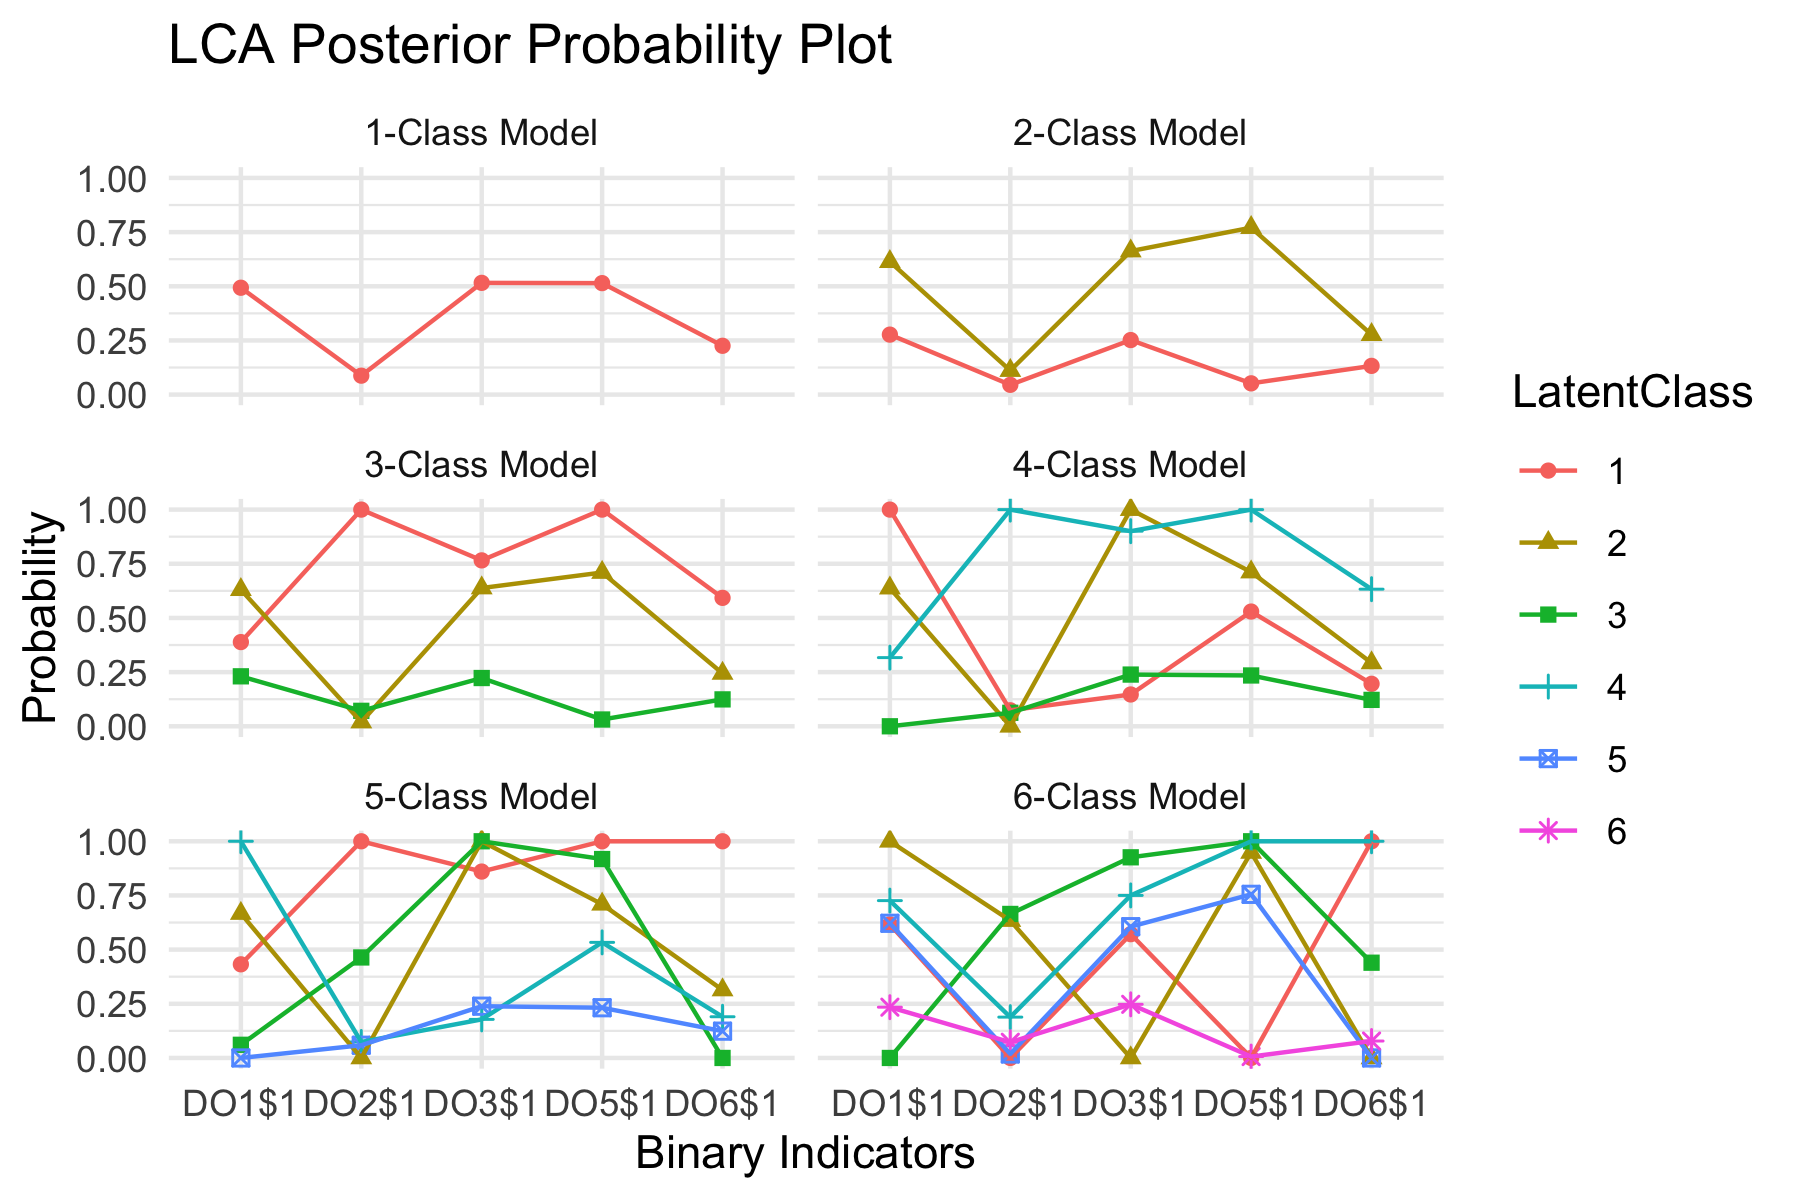 LCA Posterior Probability Plot
1-Class Model
2-Class Model
1.00
0.75
0.50
0.25
0.00
3-Class Model
4-Class Model
1.00
0.75
0.50
0.25
0.00
5-Class Model
6-Class Model
1.00
0.75
0.50
0.25
0.00
DO1$1 DO2$1 DO3$1 DO5$1 DO6$1
DO1$1 DO2$1 DO3$1 DO5$1 DO6$1
Binary Indicators
Probability
LatentClass
1
2
3
4
5
6